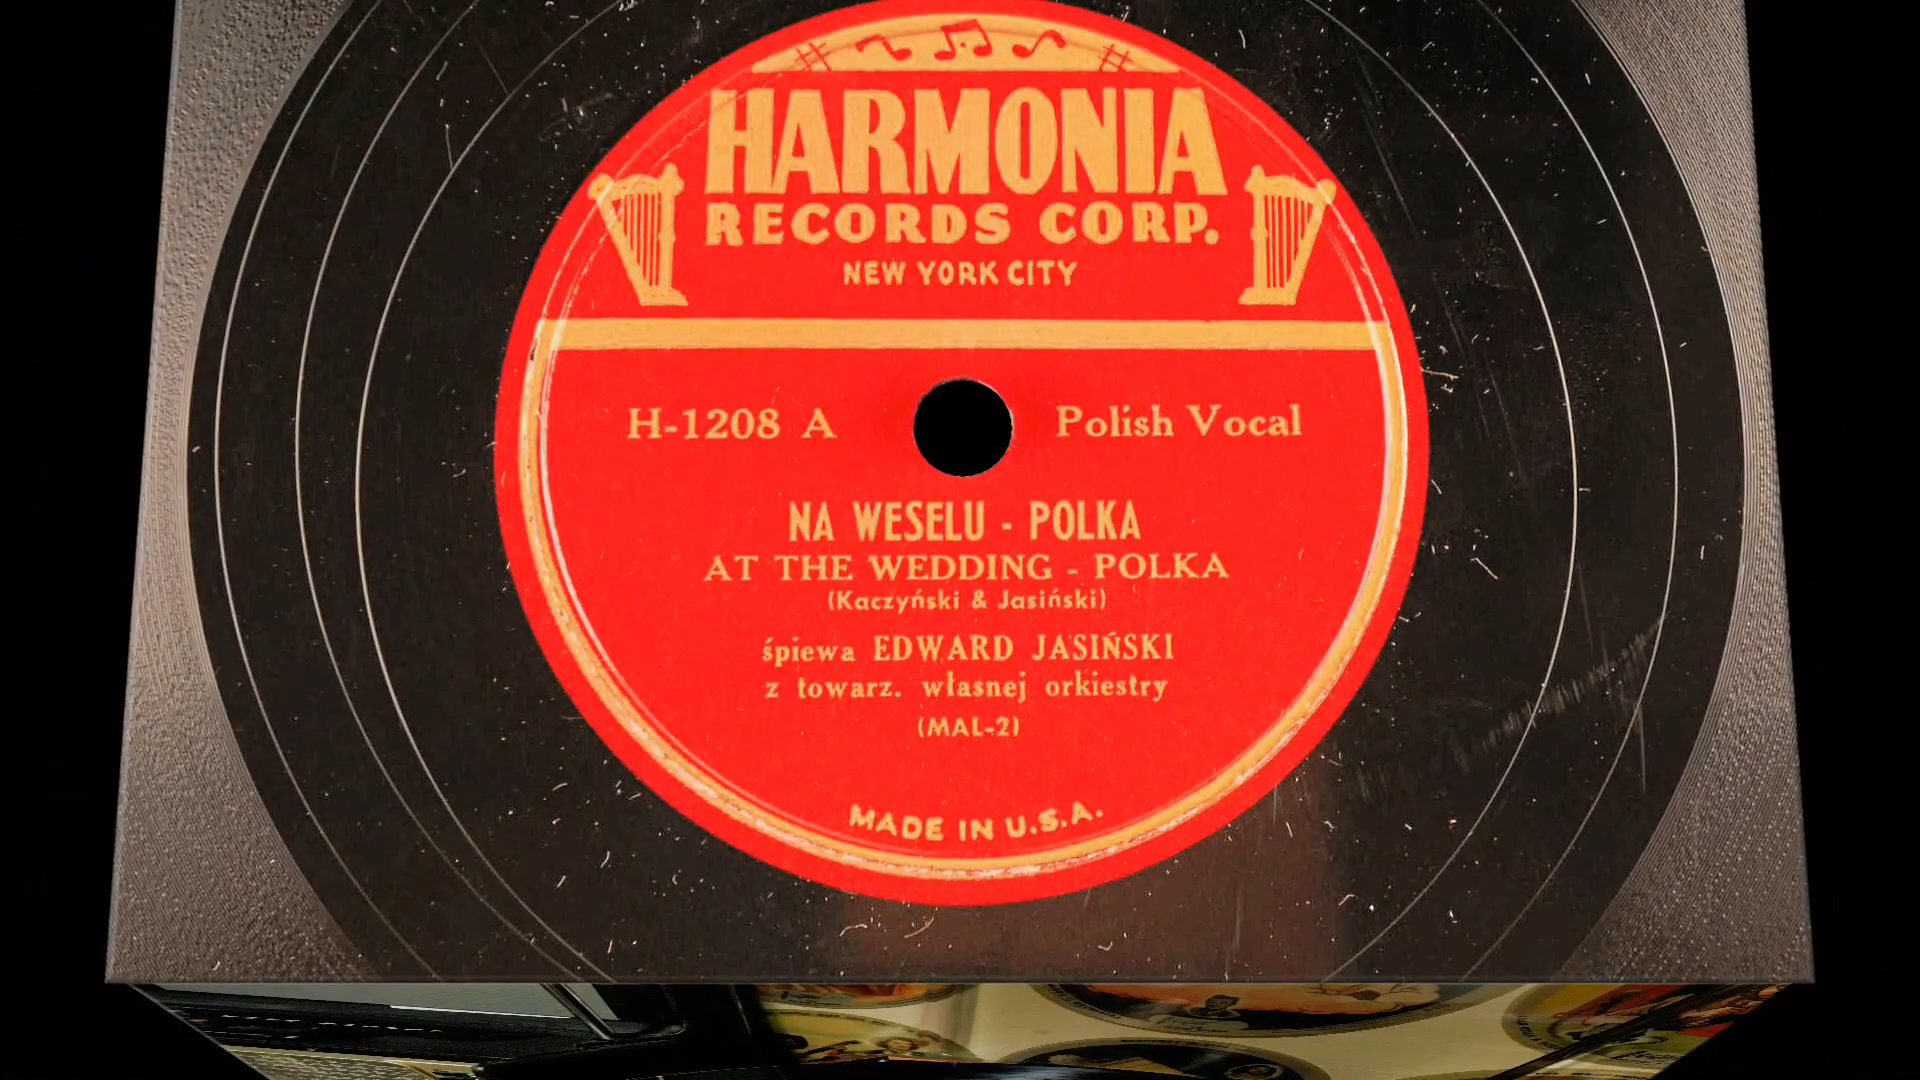 HARMONIA
RECORDS CORP.
NEW YORK CITY
H-1208 A
Polish Vocal
NA WESELU - POLKA
AT THE WEDDING - POLKA
(Kaczyński & Jasiński)
śpiewa EDWARD JASIŃSKI
z towarz. własnej orkiestry
(MAL-2)
MADE IN U.S.A.